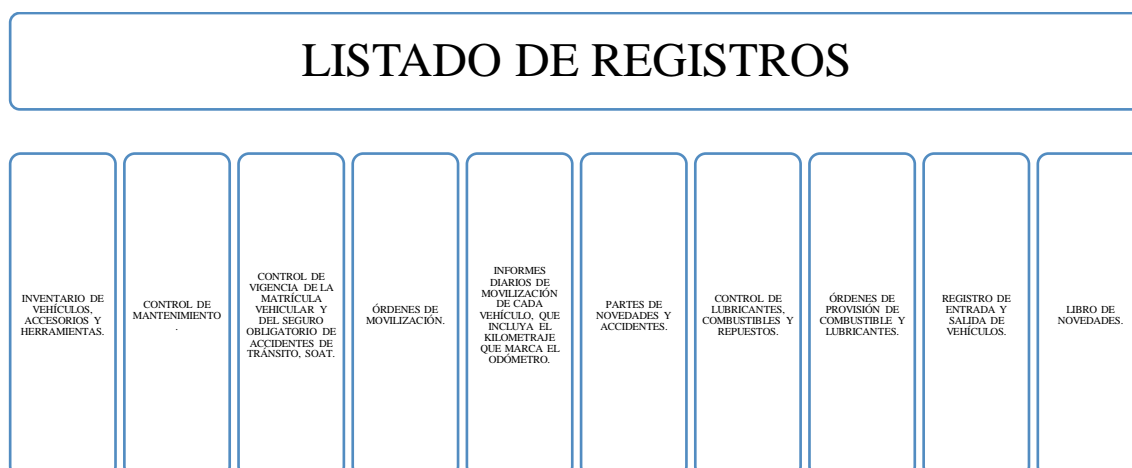 LISTADO DE REGISTROS
INVENTARIO DE
VEHÍCULOS,
ACCESORIOS Y
HERRAMIENTAS.
CONTROL DE
MANTENIMIENTO
.
CONTROL DE
VIGENCIA DE LA
MATRÍCULA
VEHICULAR Y
DEL SEGURO
OBLIGATORIO DE
ACCIDENTES DE
TRÁNSITO, SOAT.
ÓRDENES DE
MOVILIZACIÓN.
INFORMES
DIARIOS DE
MOVILIZACIÓN
DE CADA
VEHÍCULO, QUE
INCLUYA EL
KILOMETRAJE
QUE MARCA EL
ODÓMETRO.
PARTES DE
NOVEDADES Y
ACCIDENTES.
CONTROL DE
LUBRICANTES,
COMBUSTIBLES Y
REPUESTOS.
ÓRDENES DE
PROVISIÓN DE
COMBUSTIBLE Y
LUBRICANTES.
REGISTRO DE
ENTRADA Y
SALIDA DE
VEHÍCULOS.
LIBRO DE
NOVEDADES.